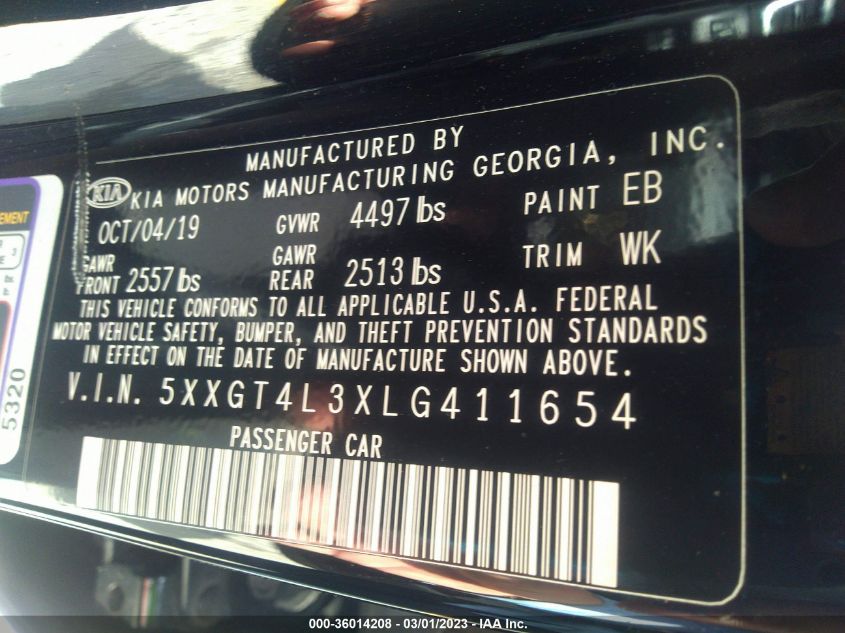 MANUFACTURED BY
KIA KIA MOTORS MANUFACTURING GEORGIA, INC.
OCT/04/19 GVWR 4497 lbs PAINT EB
GAWR FRONT 2557 lbs GAWR REAR 2513 lbs TRIM WK
THIS VEHICLE CONFORMS TO ALL APPLICABLE U.S.A. FEDERAL
MOTOR VEHICLE SAFETY, BUMPER, AND THEFT PREVENTION STANDARDS
IN EFFECT ON THE DATE OF MANUFACTURE SHOWN ABOVE.
V.I.N. 5XXGT4L3XLG411654
PASSENGER CAR
5320
000-36014208 - 03/01/2023 - IAA Inc.